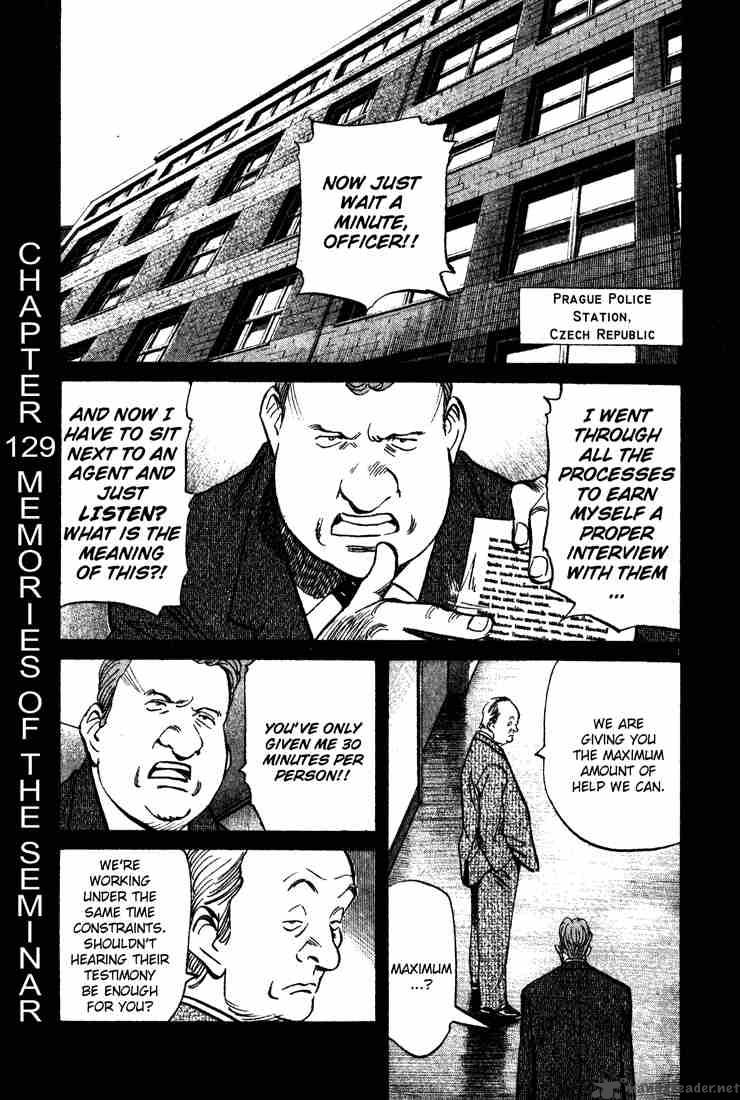 CHAPTER 129 MEMORIES OF THE SEMINAR
NOW JUST
WAIT A
MINUTE,
OFFICER!!
PRAGUE POLICE
STATION,
CZECH REPUBLIC
I WENT
THROUGH
ALL THE
PROCESSES
TO EARN
MYSELF A
PROPER
INTERVIEW
WITH THEM
...
AND NOW I
HAVE TO SIT
NEXT TO AN
AGENT AND
JUST
LISTEN?
WHAT IS THE
MEANING
OF THIS?!
YOU'VE ONLY
GIVEN ME 30
MINUTES PER
PERSON!!
WE ARE
GIVING YOU
THE MAXIMUM
AMOUNT OF
HELP WE CAN.
MAXIMUM
...?
WE'RE
WORKING
UNDER THE
SAME TIME
CONSTRAINTS.
SHOULDN'T
HEARING THEIR
TESTIMONY
BE ENOUGH
FOR YOU?